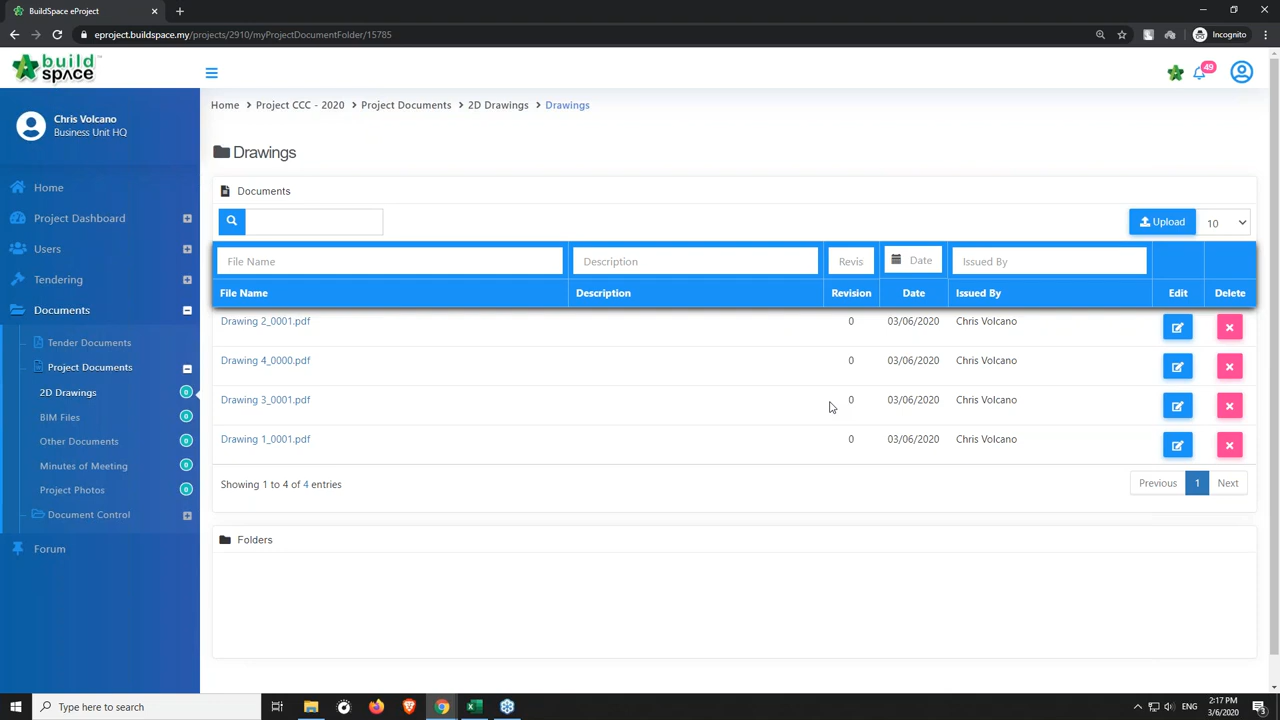 BuildSpace eProject
eproject.buildspace.my/projects/2910/myProjectDocumentFolder/15785
Incognito
build
space
49
Chris Volcano
Business Unit HQ
Home
Project Dashboard
Users
Tendering
Documents
Tender Documents
Project Documents
2D Drawings 0
BIM Files 0
Other Documents 0
Minutes of Meeting 0
Project Photos 0
Document Control
Forum
Home > Project CCC - 2020 > Project Documents > 2D Drawings > Drawings
Drawings
Documents
Upload 10
File Name Description Revis Date Issued By
File Name Description Revision Date Issued By Edit Delete
Drawing 2_0001.pdf 0 03/06/2020 Chris Volcano
Drawing 4_0000.pdf 0 03/06/2020 Chris Volcano
Drawing 3_0001.pdf 0 03/06/2020 Chris Volcano
Drawing 1_0001.pdf 0 03/06/2020 Chris Volcano
Showing 1 to 4 of 4 entries
Previous 1 Next
Folders
Type here to search
ENG
2:17 PM
3/6/2020